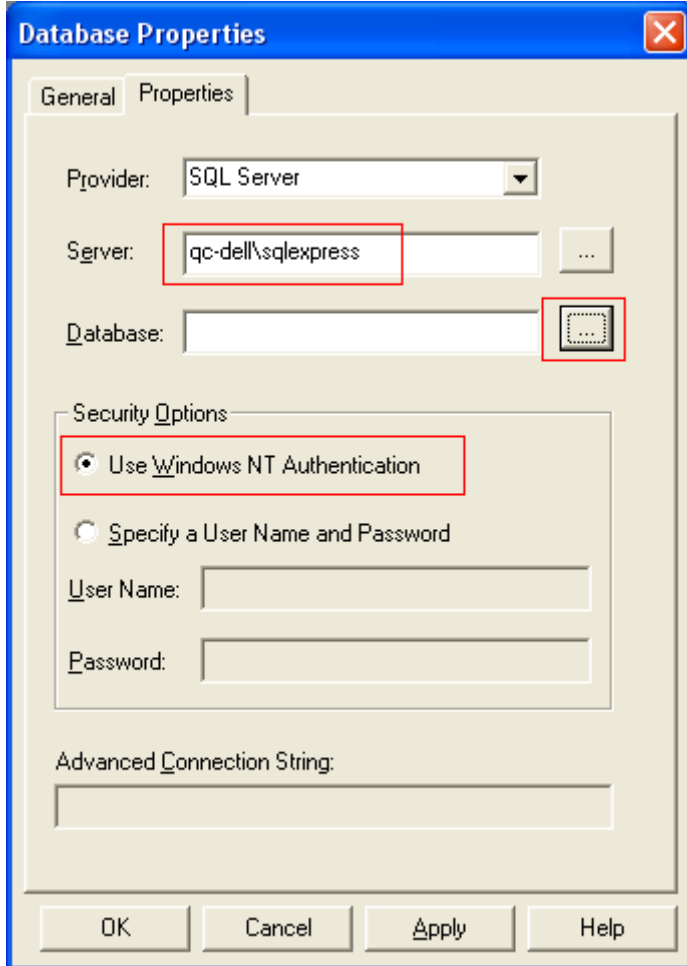 Database Properties
General Properties
Provider: SQL Server
Server: qc-dell\sqlexpress ...
Database: ...
Security Options
Use Windows NT Authentication
Specify a User Name and Password
User Name:
Password:
Advanced Connection String:
OK Cancel Apply Help